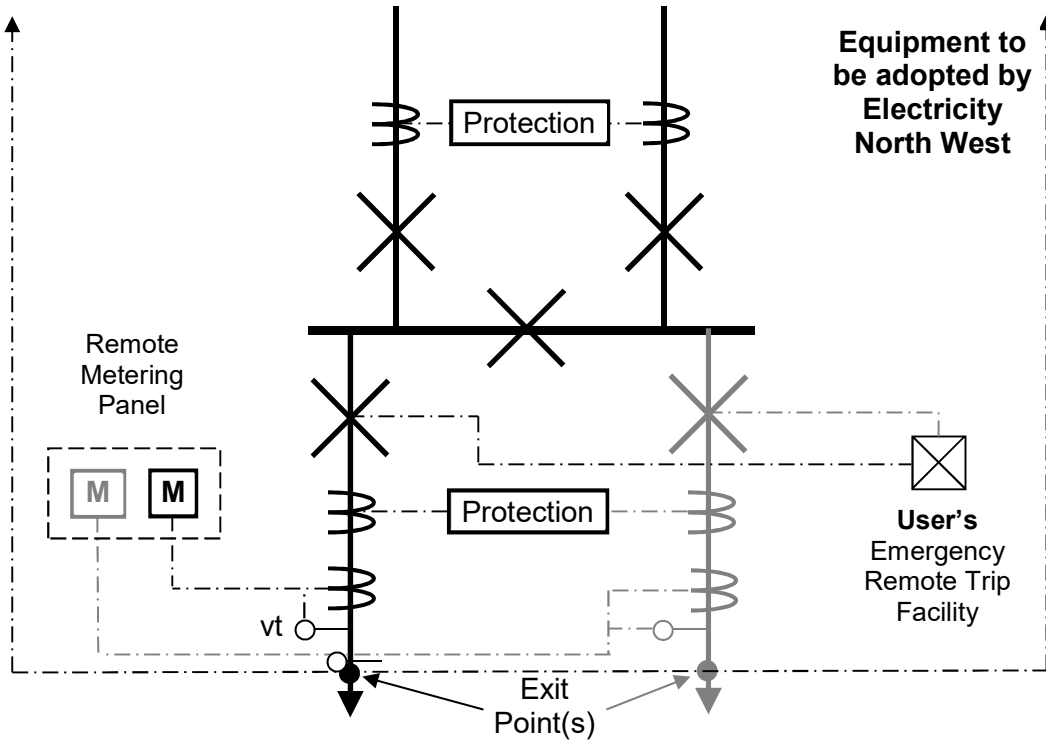 Equipment to
be adopted by
Electricity
North West
Protection
Remote
Metering
Panel
M M
Protection
User’s
Emergency
Remote Trip
Facility
vt
Exit
Point(s)